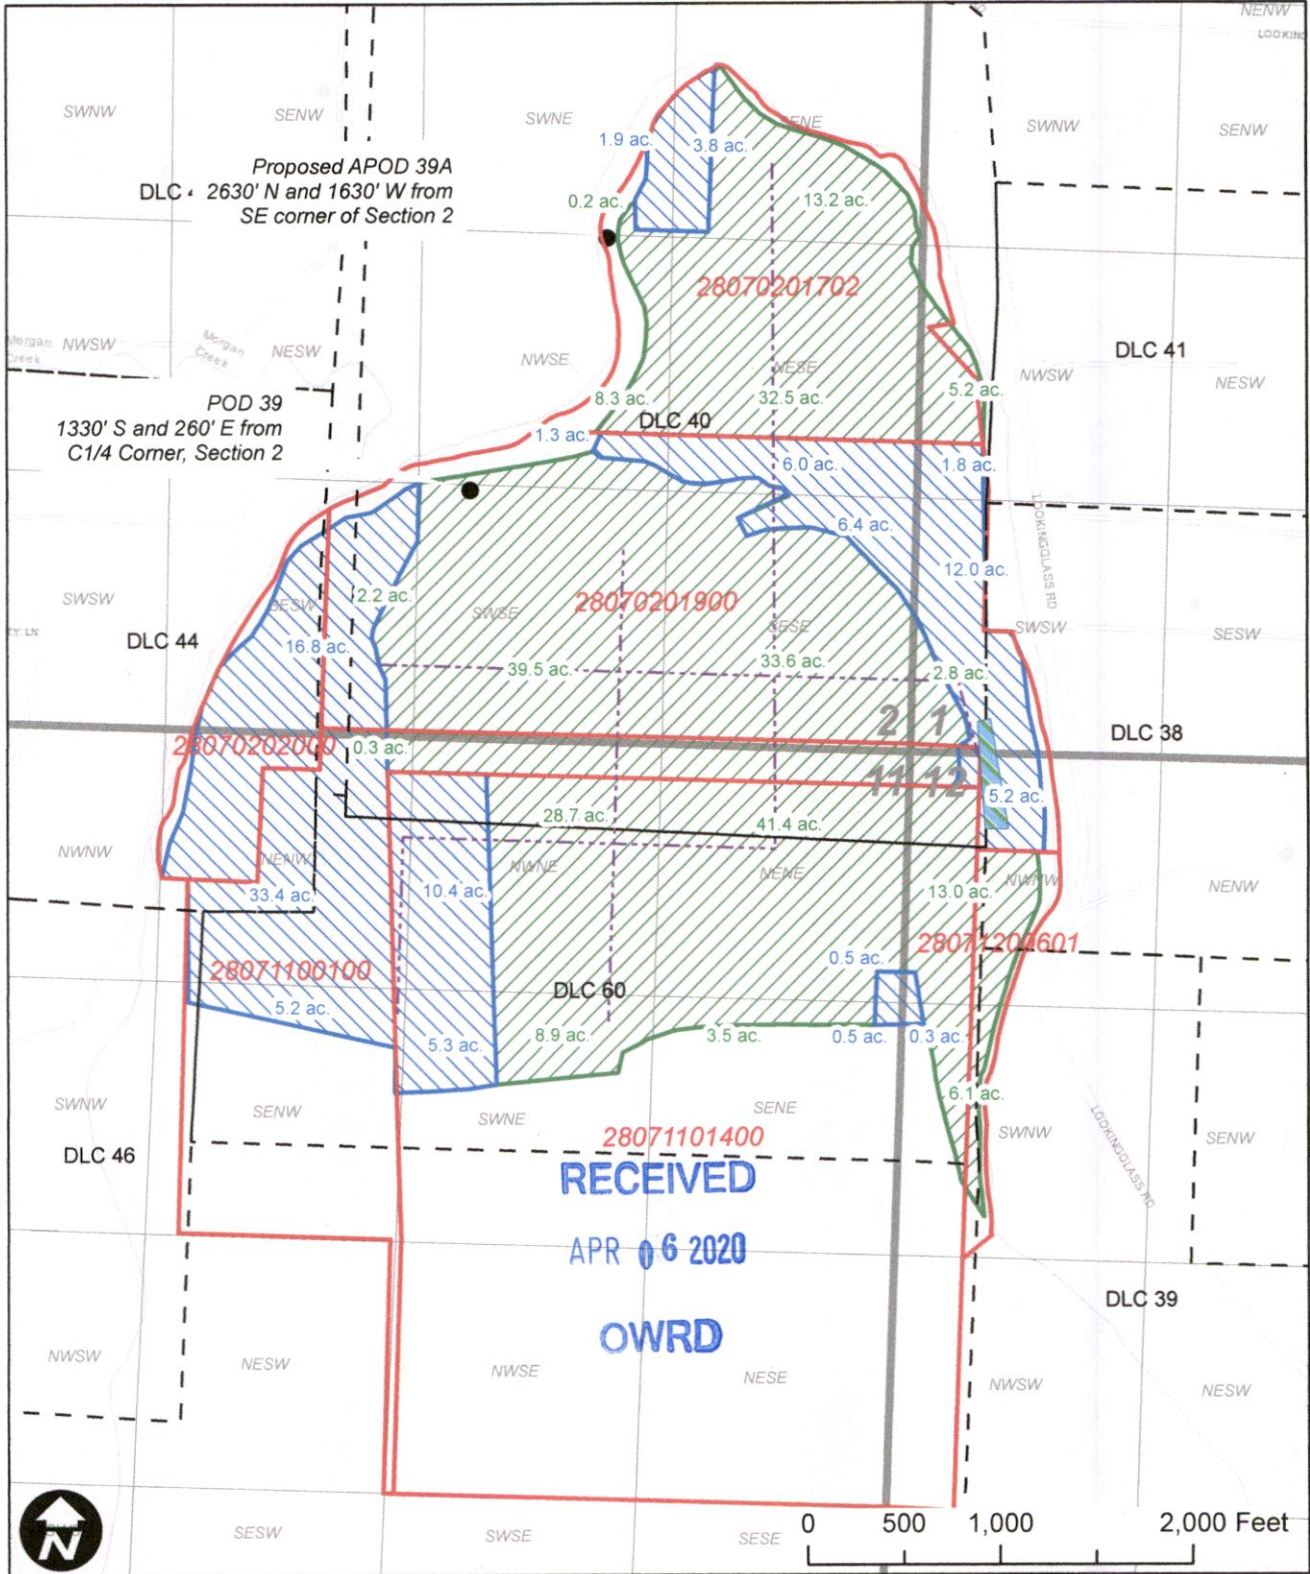 NENW
LOOKING
SWNW
SENW
SWNE
SENE
SWNW
SENW
1.9 ac.
3.8 ac.
Proposed APOD 39A
DLC 2630' N and 1630' W from
SE corner of Section 2
0.2 ac.
13.2 ac.
28070201702
Morgan
Creek
NWSW
Morgan
Creek
NESW
NWSE
NESE
DLC 41
NWSW
NESW
POD 39
1330' S and 260' E from
C1/4 Corner, Section 2
8.3 ac.
32.5 ac.
5.2 ac.
DLC 40
1.3 ac.
6.0 ac.
1.8 ac.
6.4 ac.
LOOKINGGLASS RD
12.0 ac.
SWSW
SESW
2.2 ac.
SWSE
28070201900
SESE
SWSW
SESW
TY LN
DLC 44
16.8 ac.
39.5 ac.
33.6 ac.
2.8 ac.
2 1
DLC 38
28070202000
0.3 ac.
11 12
5.2 ac.
28.7 ac.
41.4 ac.
NWNW
NENW
NWNE
NENE
NWNW
NENW
33.4 ac.
10.4 ac.
13.0 ac.
28071200601
28071100100
0.5 ac.
DLC 60
5.2 ac.
5.3 ac.
8.9 ac.
3.5 ac.
0.5 ac.
0.3 ac.
6.1 ac.
SWNW
SENW
SWNE
SENE
SWNW
SENW
LOOKINGGLASS RD
28071101400
DLC 46
RECEIVED
APR 06 2020
OWRD
DLC 39
NWSW
NESW
NWSE
NESE
NWSW
NESW
N
SESW
SWSE
SESE
0 500 1,000 2,000 Feet